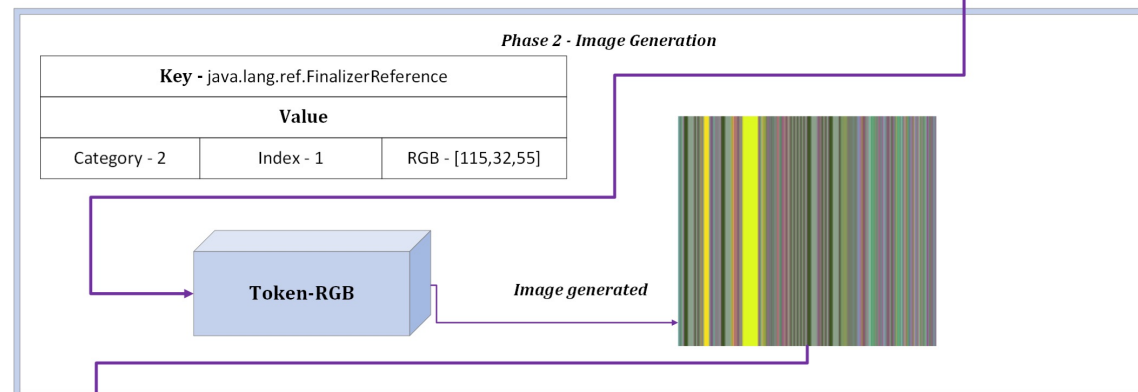 Phase 2 - Image Generation
Key - java.lang.ref.FinalizerReference
Value
Category - 2
Index - 1
RGB - [115,32,55]
Token-RGB
Image generated